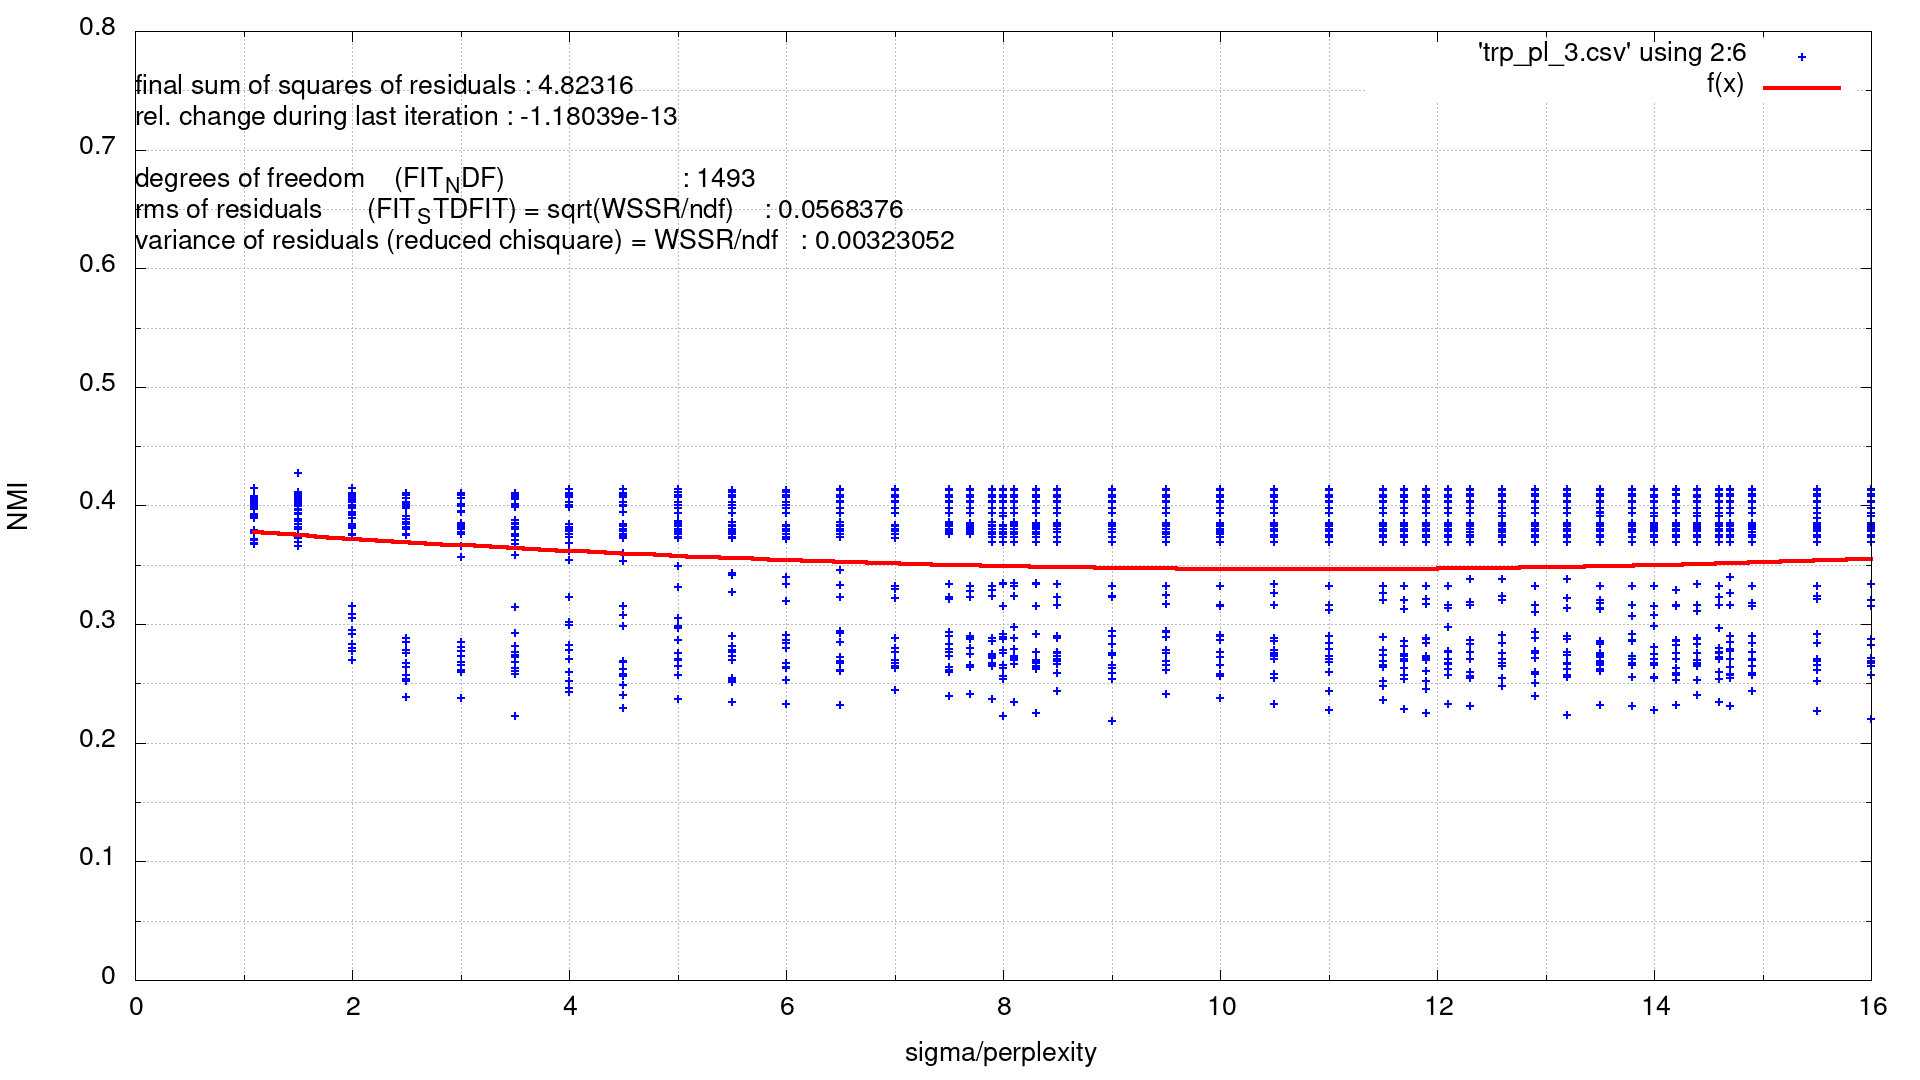 0.8
0.7
0.6
0.5
0.4
0.3
0.2
0.1
0
NMI
'trp_pl_3.csv' using 2:6
f(x)
final sum of squares of residuals : 4.82316
rel. change during last iteration : -1.18039e-13
degrees of freedom (FIT_NDF) : 1493
rms of residuals (FIT_STDFIT) = sqrt(WSSR/ndf) : 0.0568376
variance of residuals (reduced chisquare) = WSSR/ndf : 0.00323052
0 2 4 6 8 10 12 14 16
sigma/perplexity